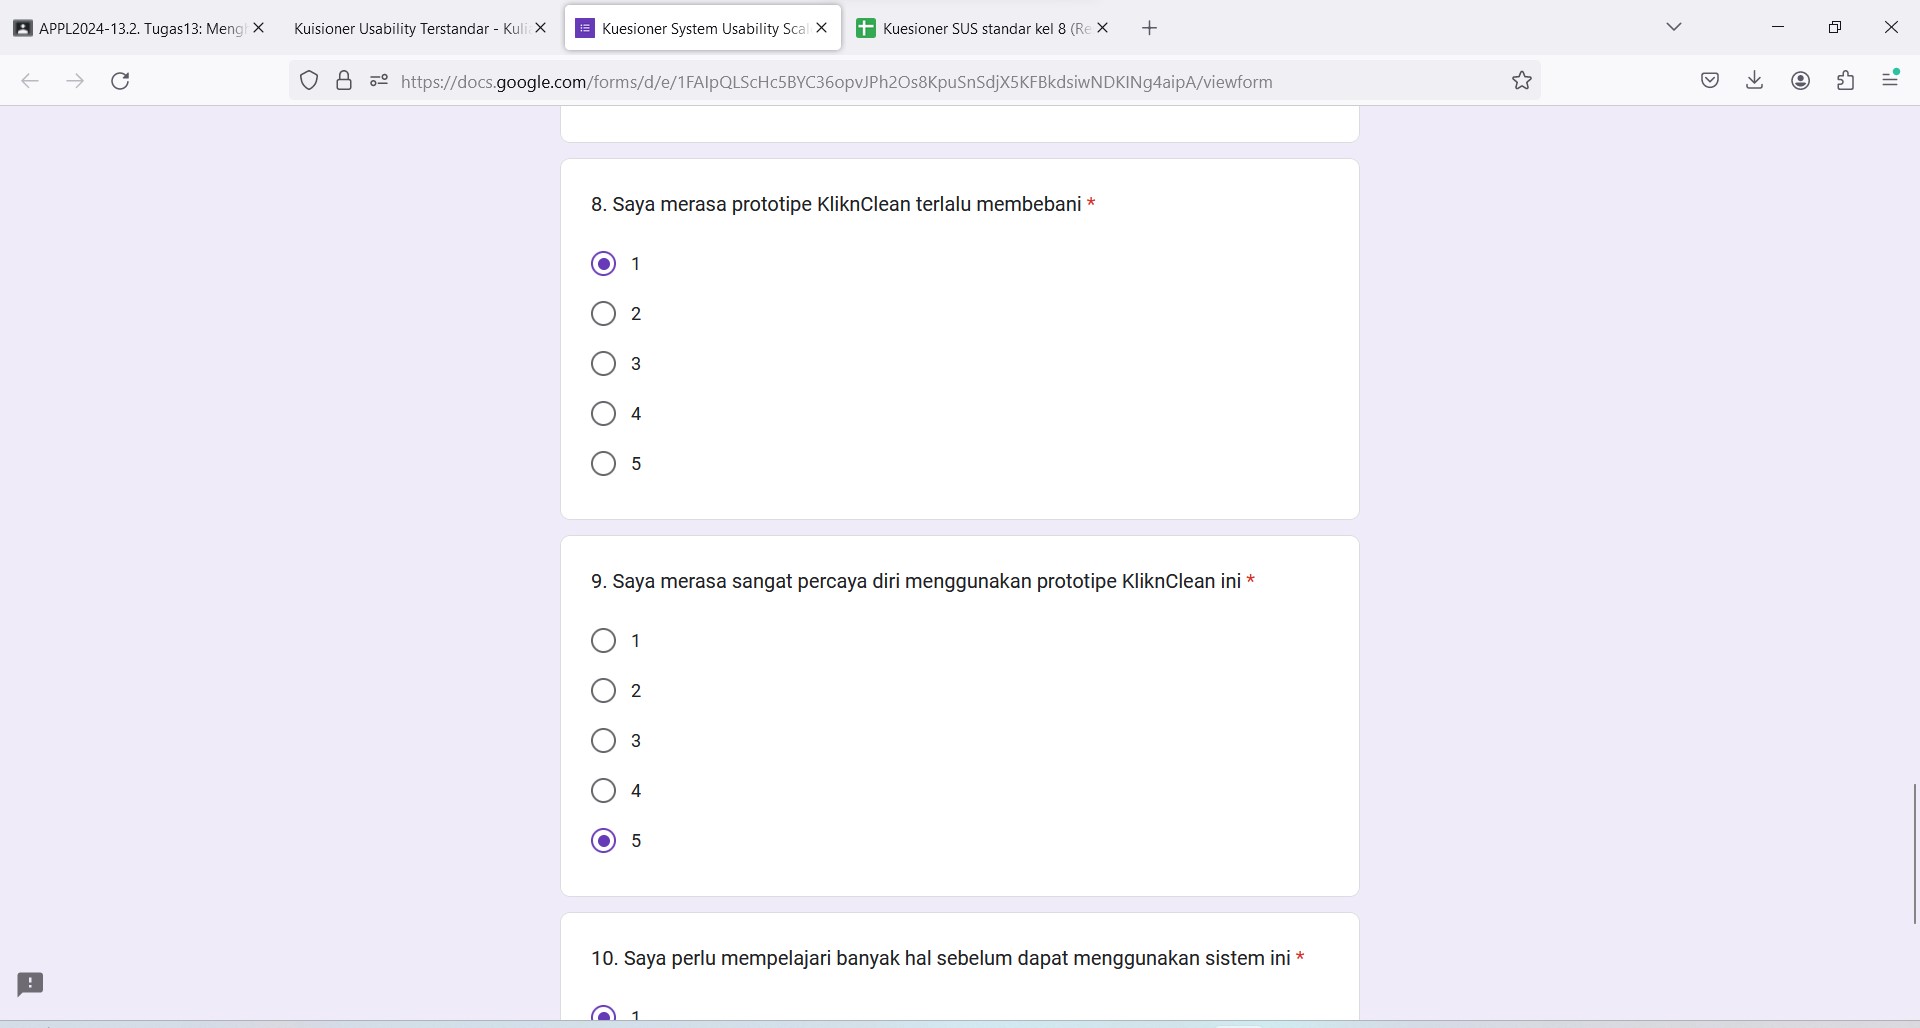 APPL2024-13.2. Tugas13: Mengh
Kuisioner Usability Terstandar - Kuli
Kuesioner System Usability Scal
Kuesioner SUS standar kel 8 (Re
https://docs.google.com/forms/d/e/1FAIpQLScHc5BYC36opvJPh2Os8KpuSnSdjX5KFBkdsiwNDKINg4aipA/viewform
8. Saya merasa prototipe KliknClean terlalu membebani *
1
2
3
4
5
9. Saya merasa sangat percaya diri menggunakan prototipe KliknClean ini *
1
2
3
4
5
10. Saya perlu mempelajari banyak hal sebelum dapat menggunakan sistem ini *
1